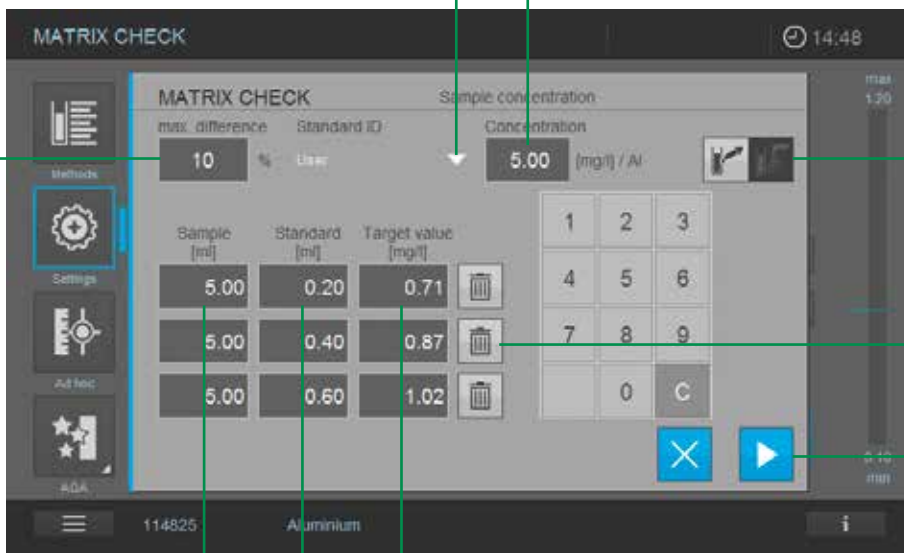 MATRIX CHECK 14:48
MATRIX CHECK Sample concentration
max. difference Standard ID Concentration
10 % User 5.00 [mg/l] / Al
Methods
Settings
Ad hoc
AQA
Sample [ml] Standard [ml] Target value [mg/l]
5.00 0.20 0.71
5.00 0.40 0.87
5.00 0.60 1.02
1 2 3
4 5 6
7 8 9
0 C
max
1.20
0.10
min
114825 Aluminium i